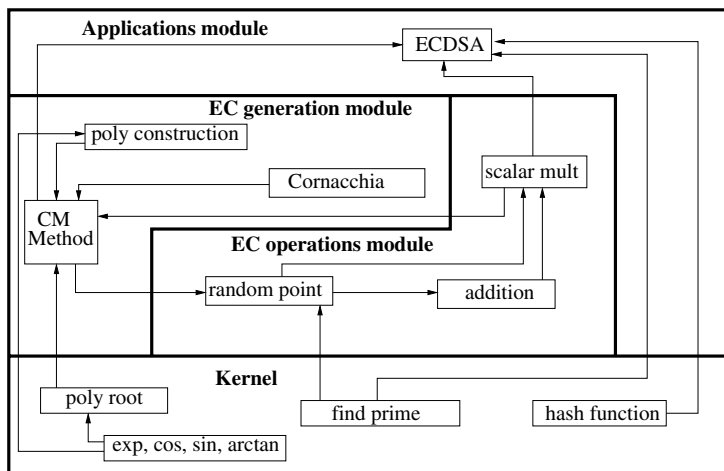 Applications module
ECDSA
EC generation module
poly construction
Cornacchia
scalar mult
CM
Method
EC operations module
random point
addition
Kernel
poly root
find prime
hash function
exp, cos, sin, arctan